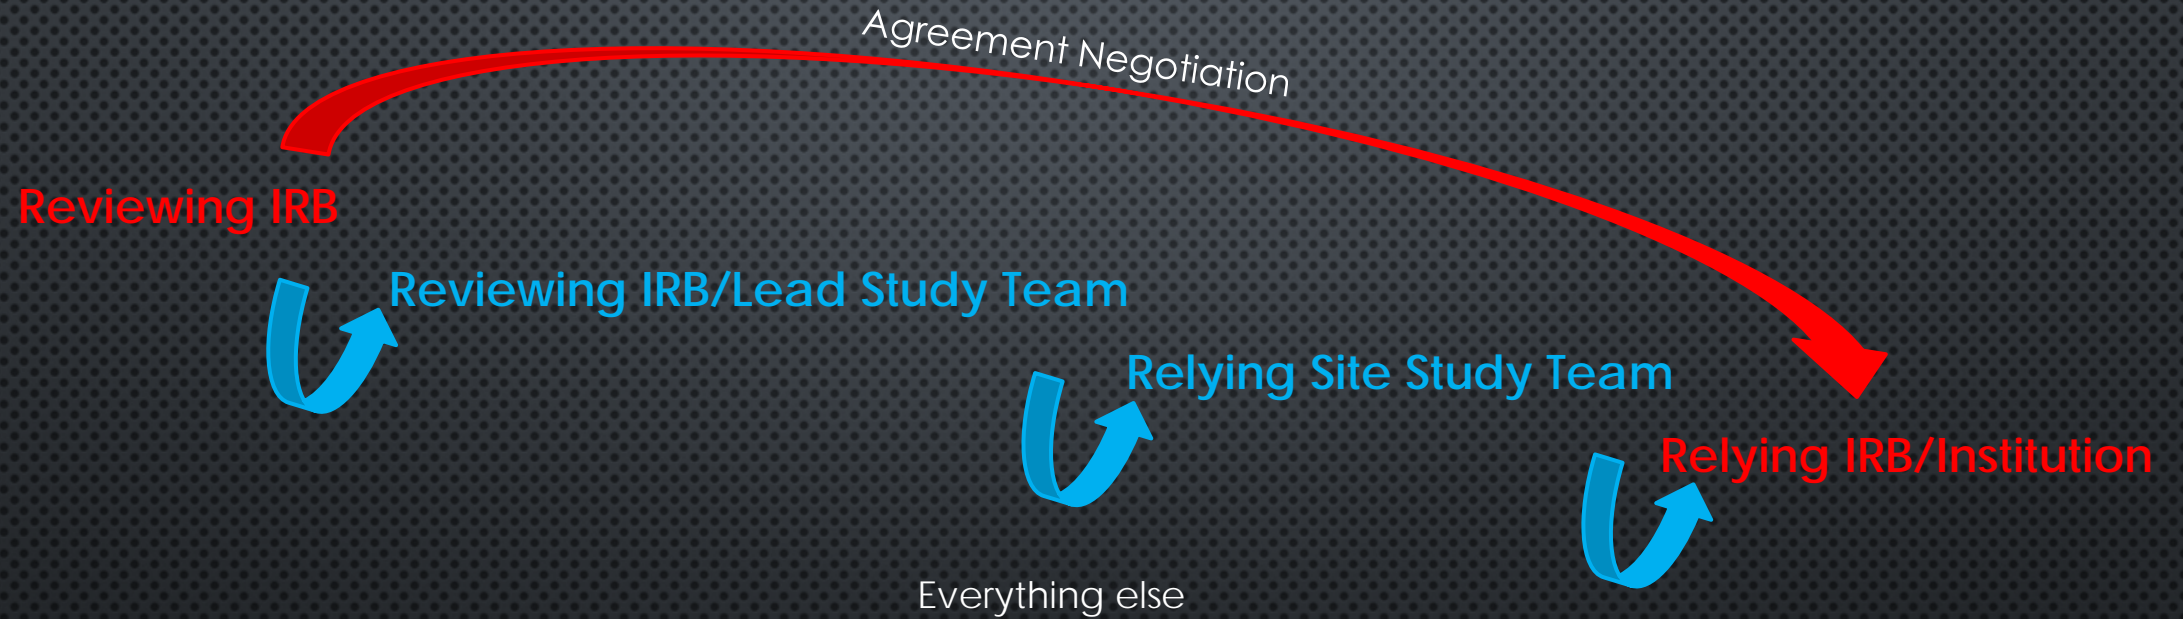 Agreement Negotiation
Reviewing IRB
Reviewing IRB/Lead Study Team
Relying Site Study Team
Relying IRB/Institution
Everything else